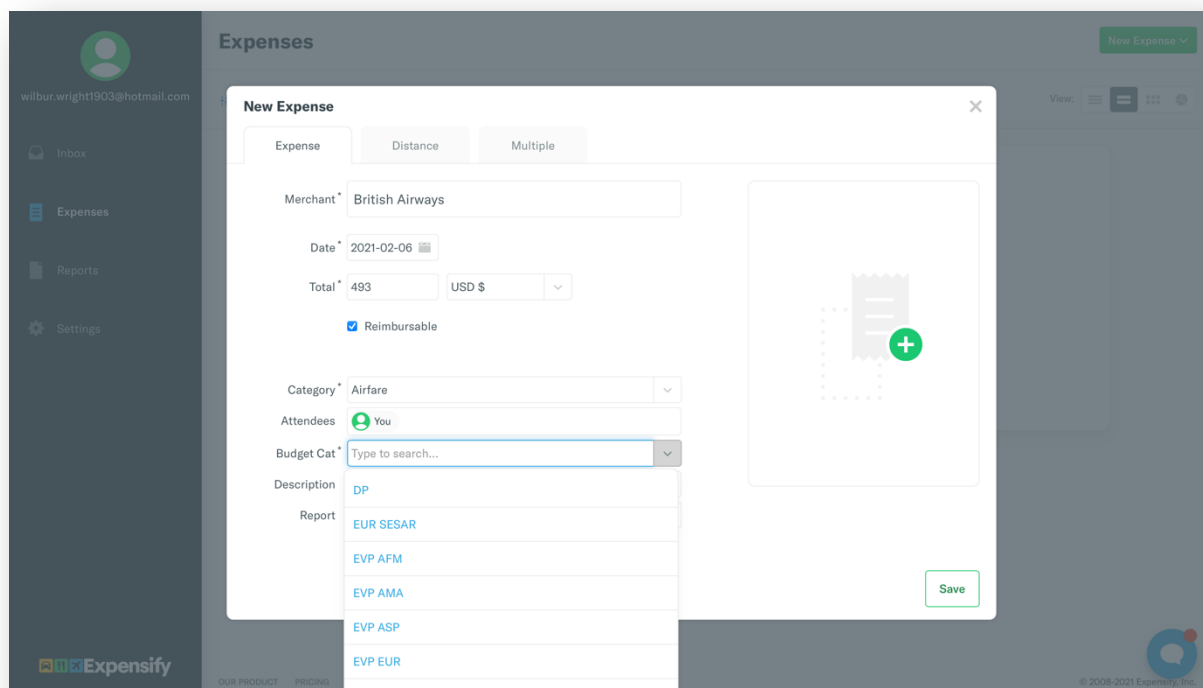 Expenses
New Expense
wilbur.wright1903@hotmail.com
View:
New Expense
Inbox
Expense Distance Multiple
Merchant * British Airways
Expenses
Date * 2021-02-06
Reports
Total * 493 USD $
Reimbursable
Settings
Category * Airfare
Attendees You
Budget Cat * Type to search...
Description
DP
Report
EUR SESAR
EVP AFM
EVP AMA
Save
EVP ASP
EVP EUR
Expensify
OUR PRODUCT PRICING
© 2008-2021 Expensify, Inc.